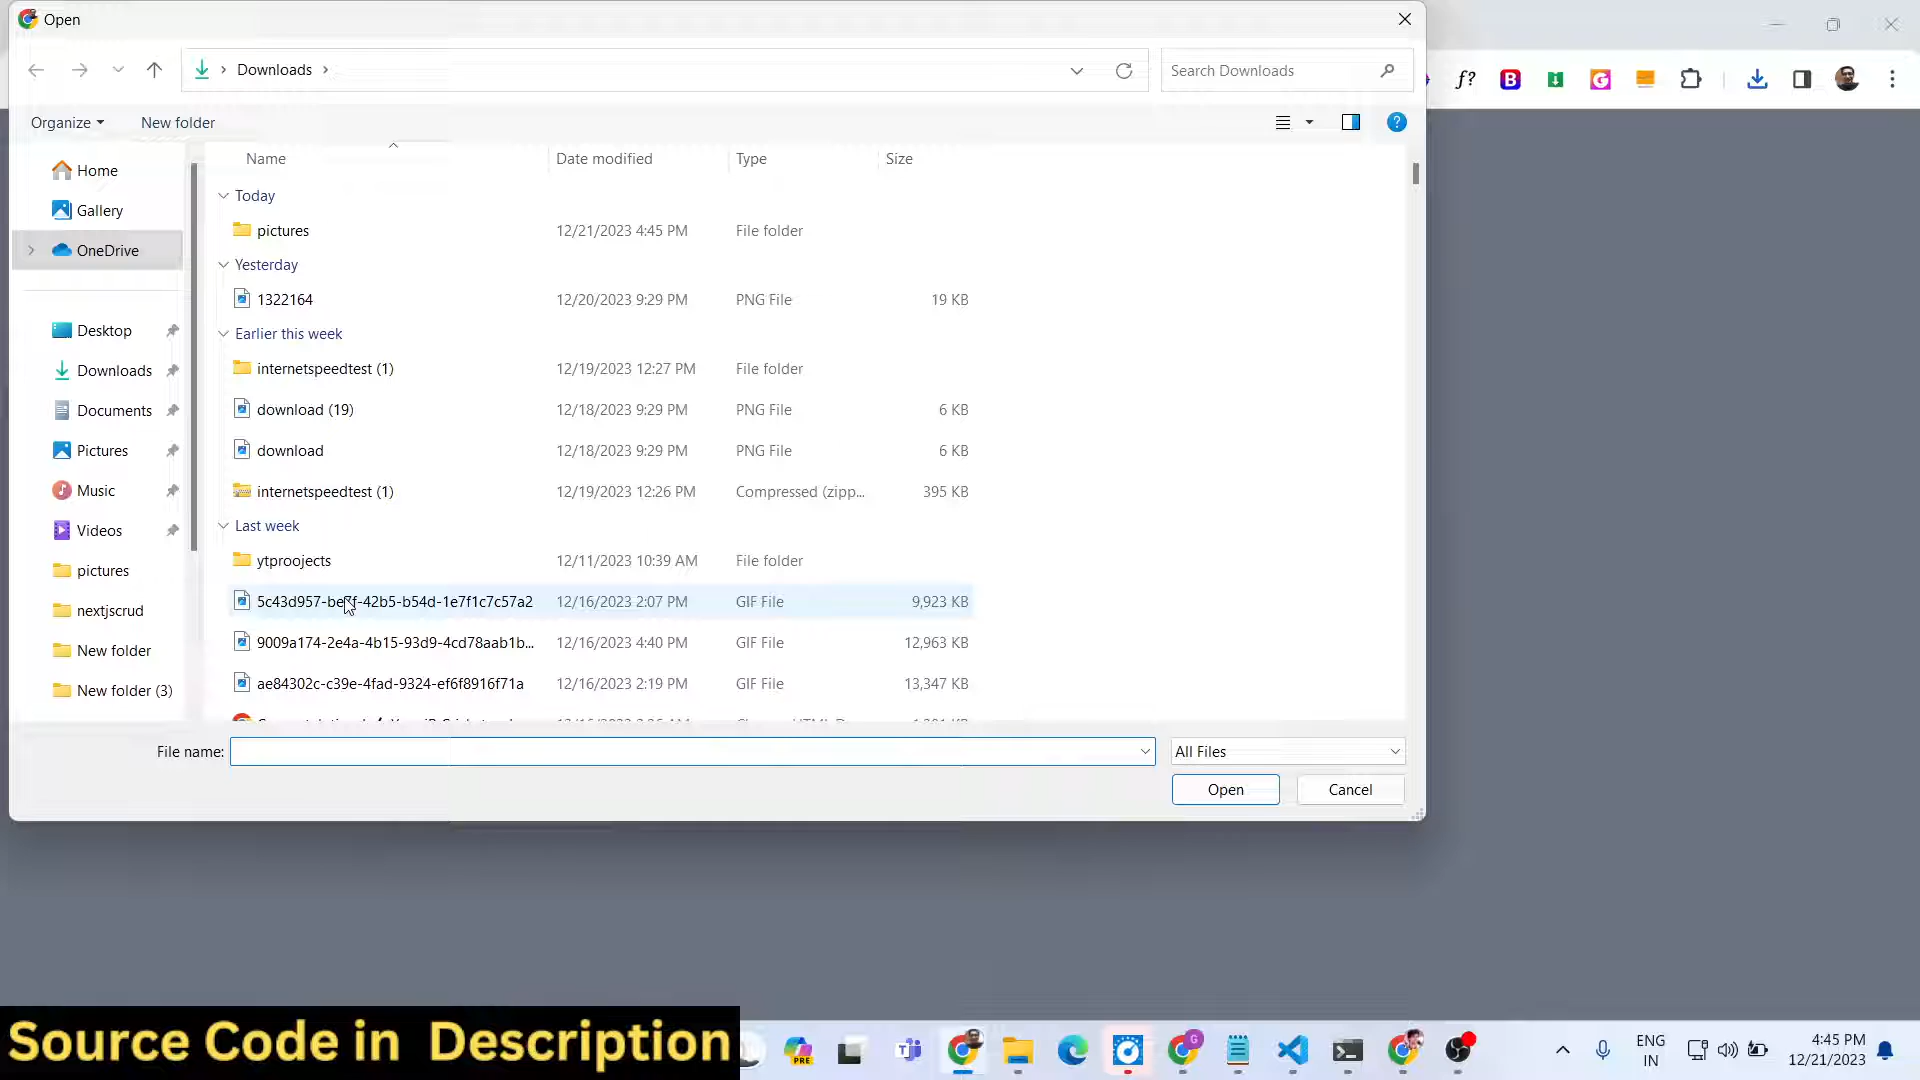 Open
Downloads
Search Downloads
f?
B
G
Organize
New folder
?
Name
Date modified
Type
Size
Home
Gallery
OneDrive
Desktop
Downloads
Documents
Pictures
Music
Videos
pictures
nextjscrud
New folder
New folder (3)
Today
pictures 12/21/2023 4:45 PM File folder
Yesterday
1322164 12/20/2023 9:29 PM PNG File 19 KB
Earlier this week
internetspeedtest (1) 12/19/2023 12:27 PM File folder
download (19) 12/18/2023 9:29 PM PNG File 6 KB
download 12/18/2023 9:29 PM PNG File 6 KB
internetspeedtest (1) 12/19/2023 12:26 PM Compressed (zipp... 395 KB
Last week
ytproojects 12/11/2023 10:39 AM File folder
12/16/2023 2:07 PM GIF File 9,923 KB
9009a174-2e4a-4b15-93d9-4cd78aab1b... 12/16/2023 4:40 PM GIF File 12,963 KB
ae84302c-c39e-4fad-9324-ef6f8916f71a 12/16/2023 2:19 PM GIF File 13,347 KB
File name:
All Files
Open
Cancel
Source Code in Description
PRE
G
ENG
IN
4:45 PM
12/21/2023